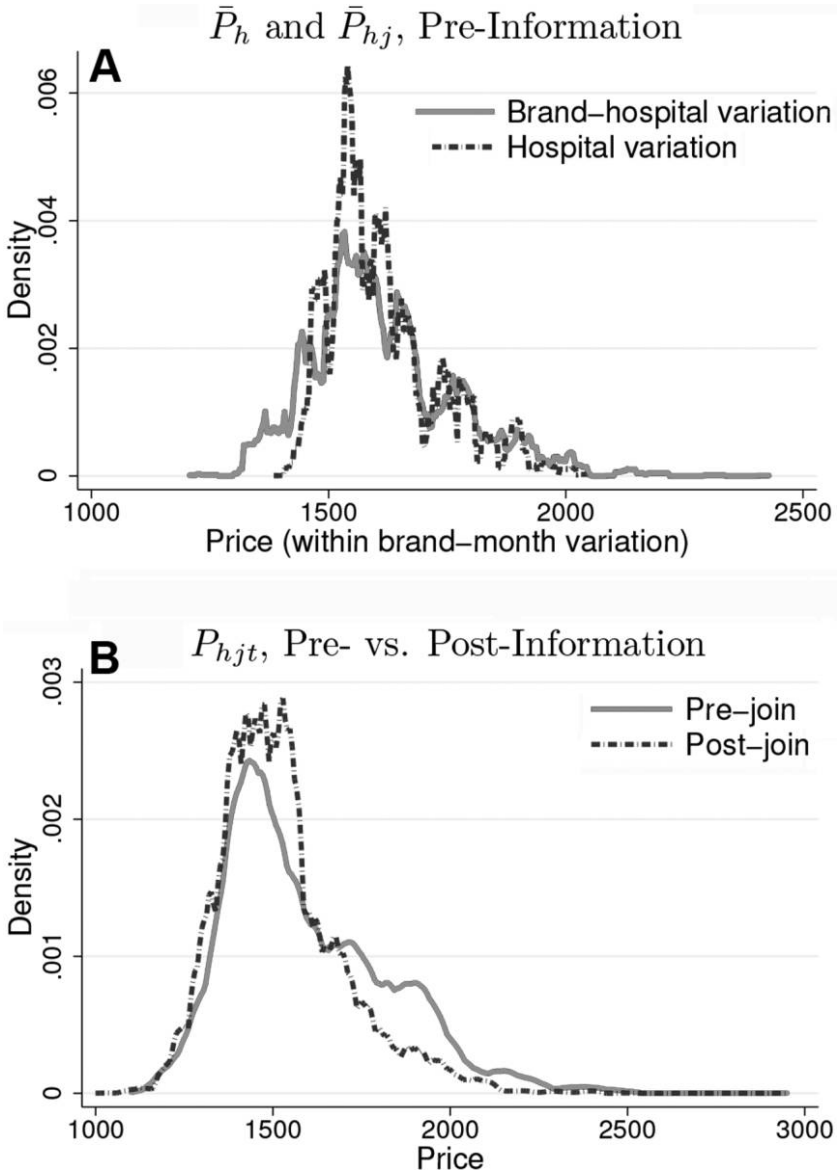 P̄h and P̄hj, Pre-Information
A
.006
.004
.002
0
Density
Brand–hospital variation
Hospital variation
1000 1500 2000 2500
Price (within brand–month variation)
Phjt, Pre- vs. Post-Information
B
.003
.002
.001
0
Density
Pre–join
Post–join
1000 1500 2000 2500 3000
Price